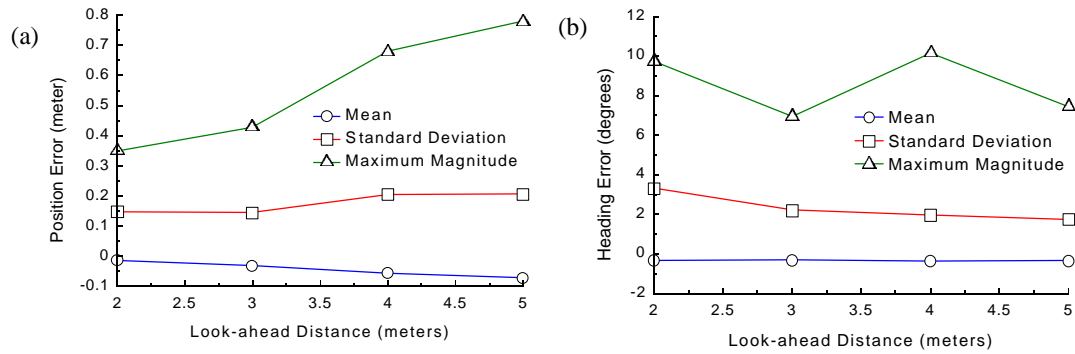 (a)
Position Error (meter)
0.8
0.7
0.6
0.5
0.4
0.3
0.2
0.1
0
-0.1
Mean
Standard Deviation
Maximum Magnitude
2
2.5
3
3.5
4
4.5
5
Look-ahead Distance (meters)
(b)
Heading Error (degrees)
12
10
8
6
4
2
0
-2
Mean
Standard Deviation
Maximum Magnitude
2
2.5
3
3.5
4
4.5
5
Look-ahead Distance (meters)